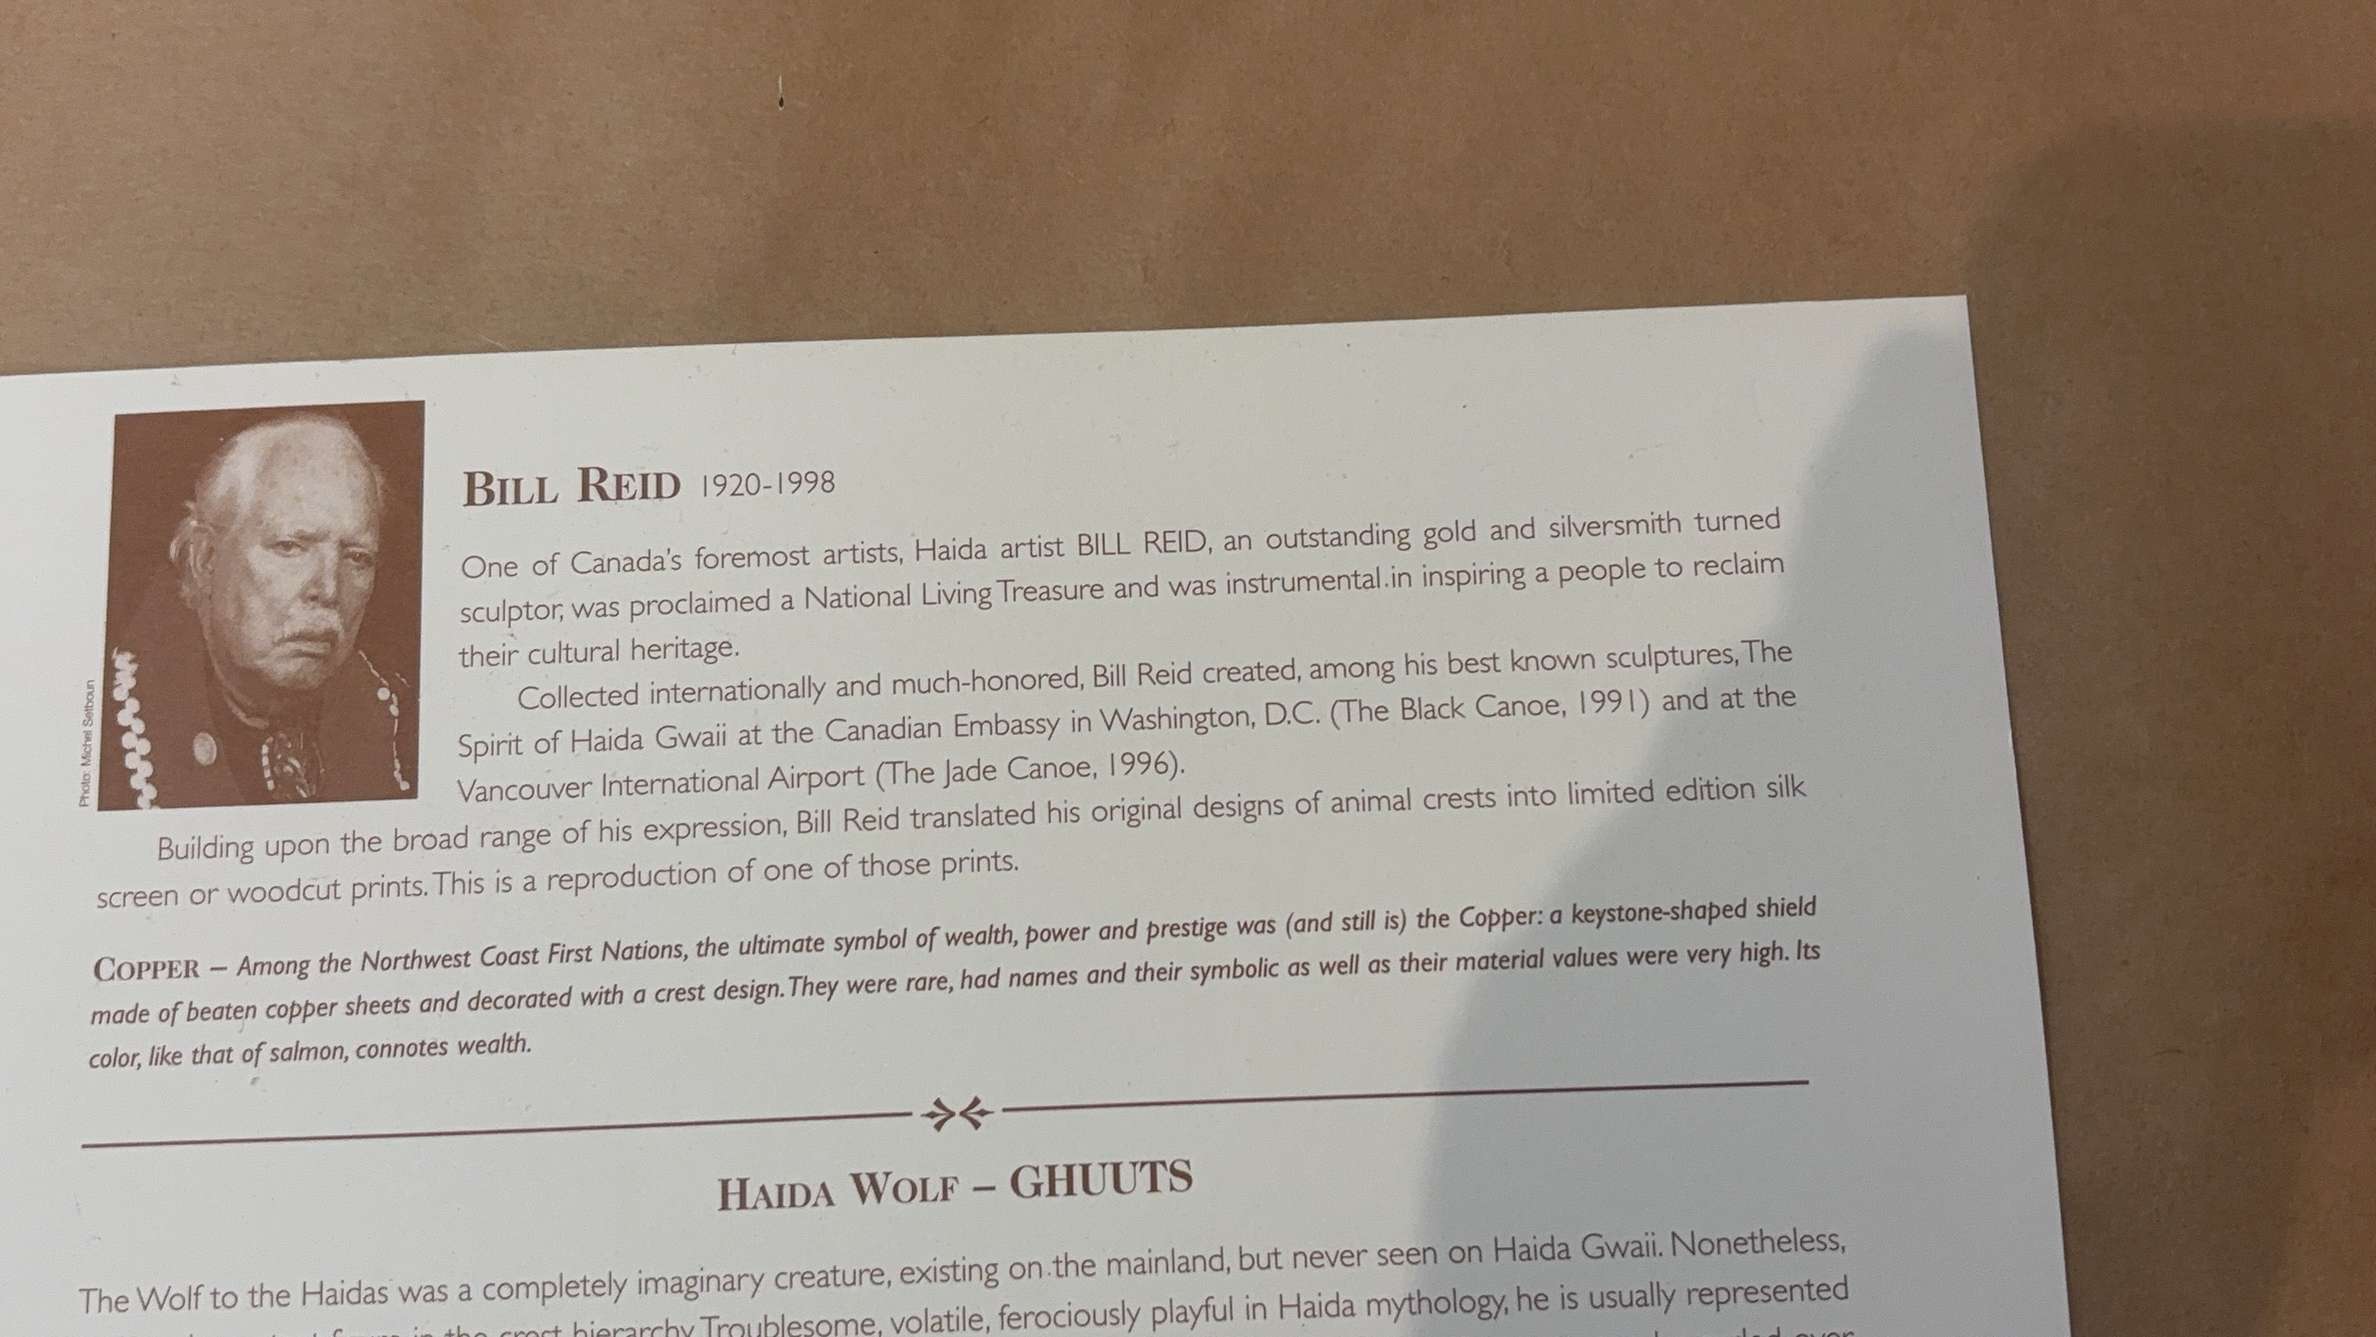 BILL REID 1920-1998
One of Canada's foremost artists, Haida artist BILL REID, an outstanding gold and silversmith turned
sculptor, was proclaimed a National Living Treasure and was instrumental in inspiring a people to reclaim
their cultural heritage.
Collected internationally and much-honored, Bill Reid created, among his best known sculptures, The
Spirit of Haida Gwaii at the Canadian Embassy in Washington, D.C. (The Black Canoe, 1991) and at the
Vancouver International Airport (The Jade Canoe, 1996).
Photo: Michel Setboun
Building upon the broad range of his expression, Bill Reid translated his original designs of animal crests into limited edition silk
screen or woodcut prints. This is a reproduction of one of those prints.
COPPER – Among the Northwest Coast First Nations, the ultimate symbol of wealth, power and prestige was (and still is) the Copper: a keystone-shaped shield
made of beaten copper sheets and decorated with a crest design. They were rare, had names and their symbolic as well as their material values were very high. Its
color, like that of salmon, connotes wealth.
HAIDA WOLF – GHUUTS
The Wolf to the Haidas was a completely imaginary creature, existing on the mainland, but never seen on Haida Gwaii. Nonetheless,
in the crest hierarchy. Troublesome, volatile, ferociously playful in Haida mythology, he is usually represented